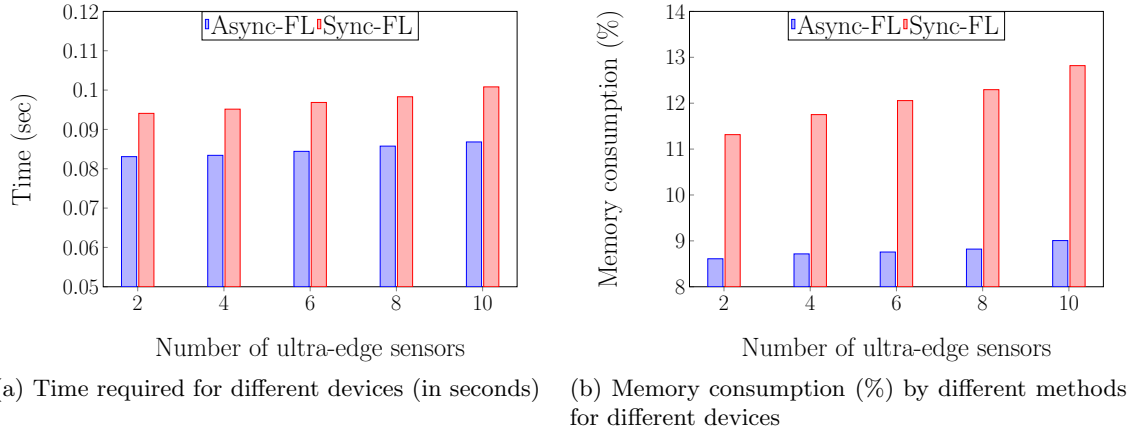 Async-FL Sync-FL
0.12
0.11
0.1
0.09
0.08
0.07
0.06
0.05
Time (sec)
2 4 6 8 10
Number of ultra-edge sensors
a) Time required for different devices (in seconds)
Async-FL Sync-FL
14
13
12
11
10
9
8
Memory consumption (%)
2 4 6 8 10
Number of ultra-edge sensors
(b) Memory consumption (%) by different methods
for different devices